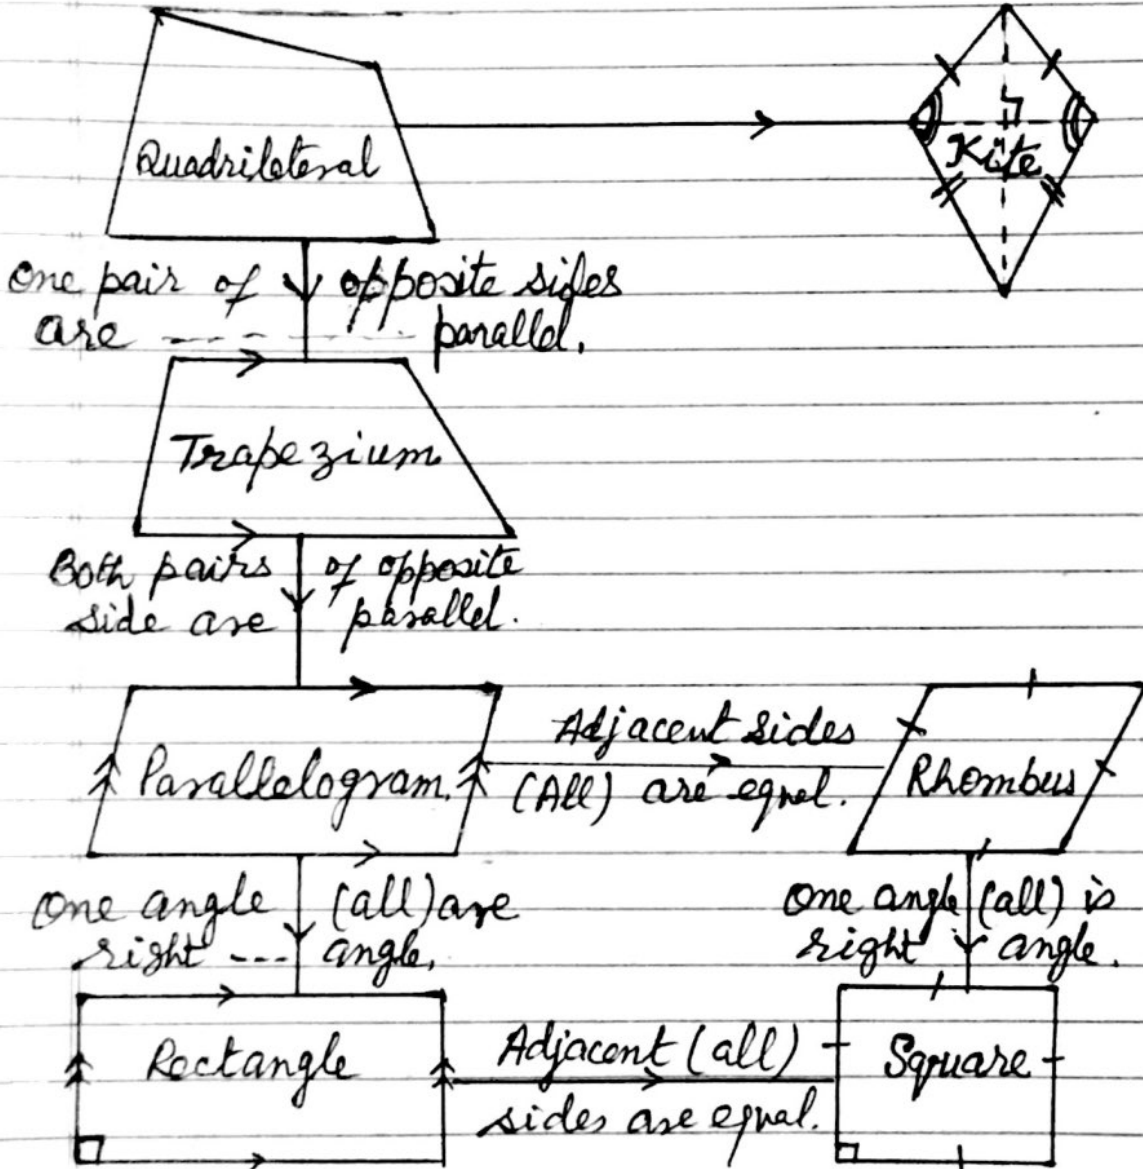 Quadrilateral
Kite
One pair of opposite sides
are parallel.
Trapezium
Both pairs of opposite
side are parallel.
Parallelogram.
Adjacent sides
(All) are equal.
Rhombus
One angle (all) are
right --- angle,
One angle (all) is
right angle.
Rectangle
Adjacent (all)
sides are equal.
Square